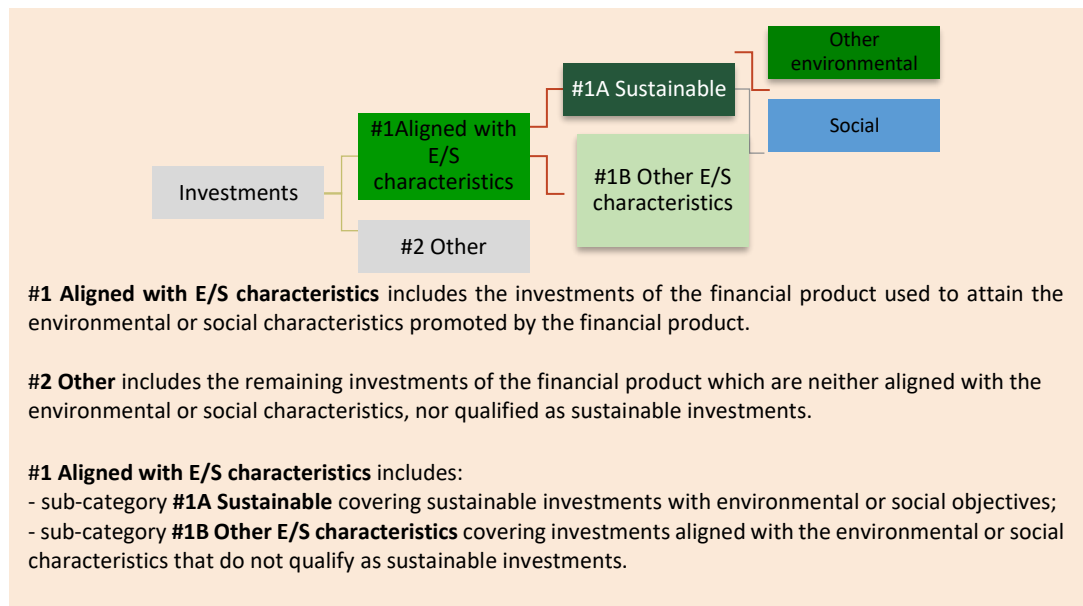 Other
environmental
#1A Sustainable
Social
#1Aligned with
E/S
characteristics
#1B Other E/S
characteristics
Investments
#2 Other
#1 Aligned with E/S characteristics includes the investments of the financial product used to attain the
environmental or social characteristics promoted by the financial product.
#2 Other includes the remaining investments of the financial product which are neither aligned with the
environmental or social characteristics, nor qualified as sustainable investments.
#1 Aligned with E/S characteristics includes:
- sub-category #1A Sustainable covering sustainable investments with environmental or social objectives;
- sub-category #1B Other E/S characteristics covering investments aligned with the environmental or social
characteristics that do not qualify as sustainable investments.